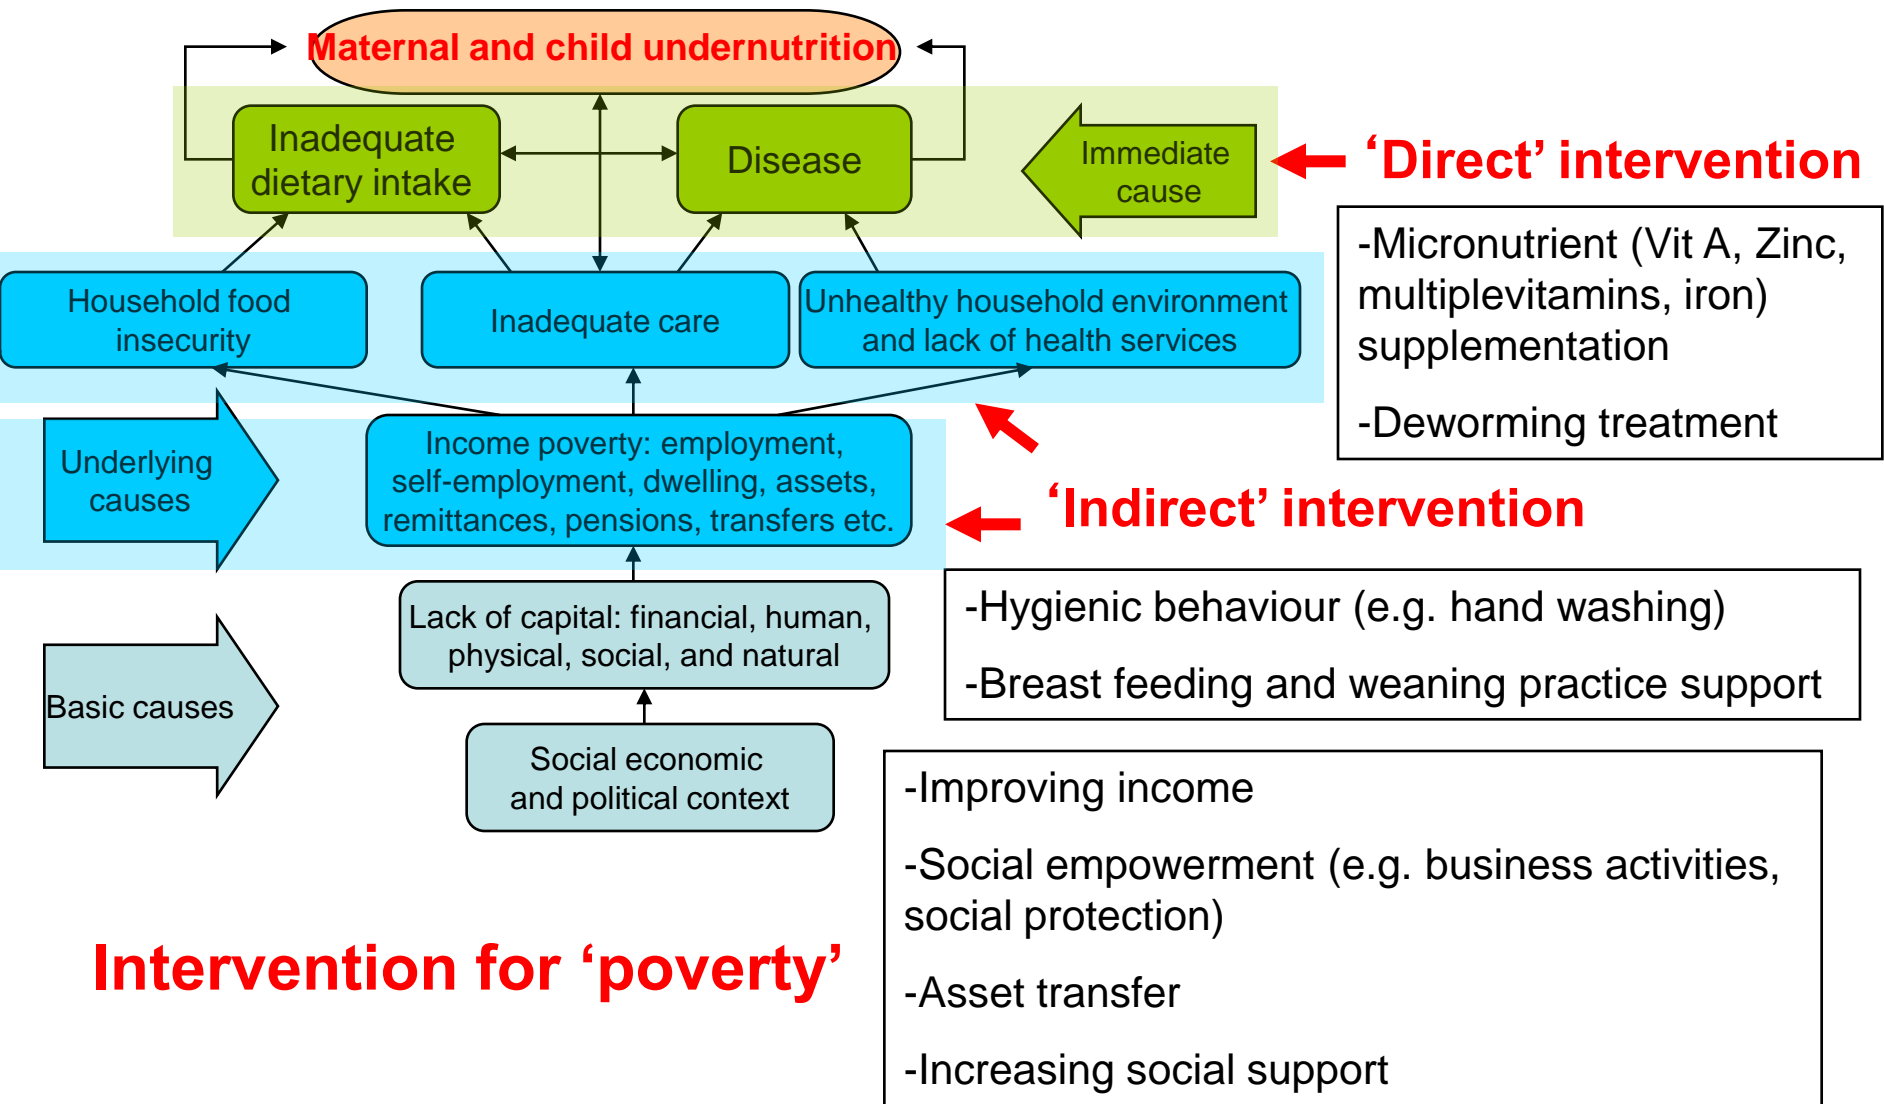 Maternal and child undernutrition
Inadequate
dietary intake
Disease
Immediate
cause
‘Direct’ intervention
-Micronutrient (Vit A, Zinc,
multiplevitamins, iron)
supplementation
-Deworming treatment
Household food
insecurity
Inadequate care
Unhealthy household environment
and lack of health services
Underlying
causes
Income poverty: employment,
self-employment, dwelling, assets,
remittances, pensions, transfers etc.
‘Indirect’ intervention
-Hygienic behaviour (e.g. hand washing)
-Breast feeding and weaning practice support
Lack of capital: financial, human,
physical, social, and natural
Basic causes
Social economic
and political context
-Improving income
-Social empowerment (e.g. business activities,
social protection)
-Asset transfer
-Increasing social support
Intervention for ‘poverty’